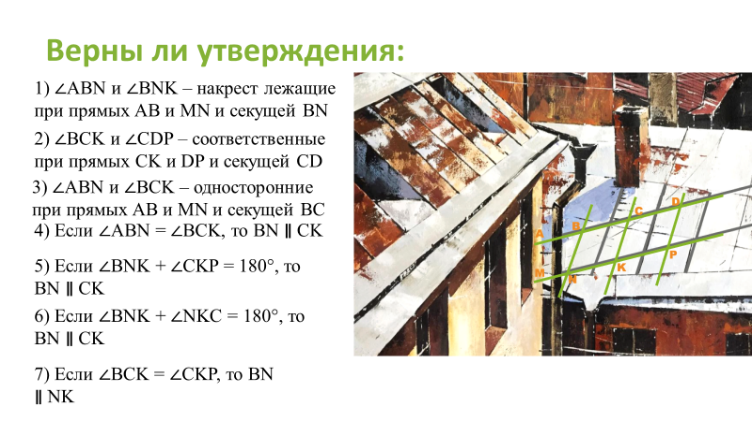 Верны ли утверждения:
1) ∠ABN и ∠BNK – накрест лежащие
при прямых AB и MN и секущей BN
2) ∠BCK и ∠CDP – соответственные
при прямых CK и DP и секущей CD
3) ∠ABN и ∠BCK – односторонние
при прямых AB и MN и секущей BC
4) Если ∠ABN = ∠BCK, то BN ∥ CK
5) Если ∠BNK + ∠CKP = 180°, то
BN ∥ CK
6) Если ∠BNK + ∠NKC = 180°, то
BN ∥ CK
7) Если ∠BCK = ∠CKP, то BN
∥ NK
A B C D
M N K P